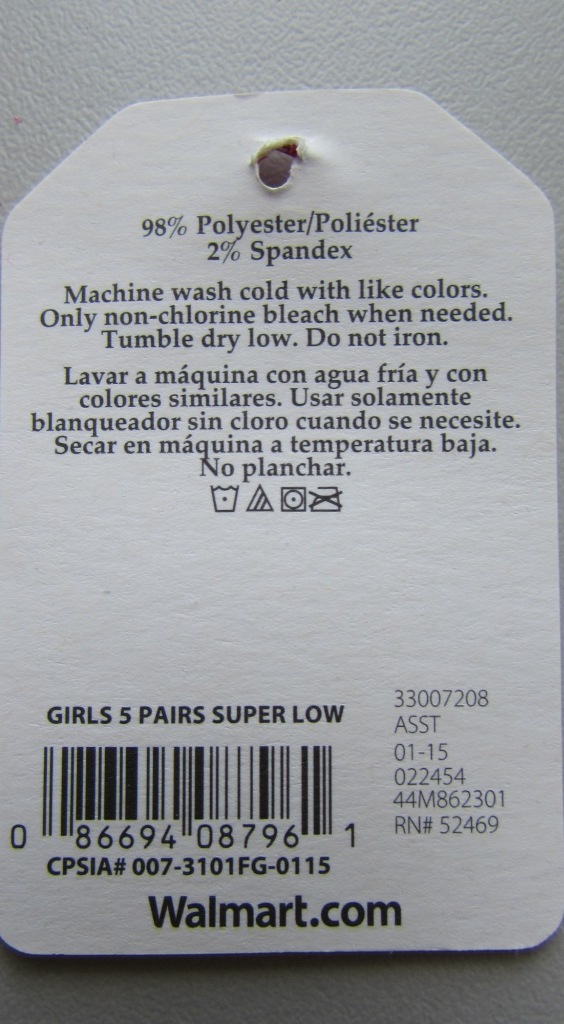 98% Polyester/Poliéster
2% Spandex
Machine wash cold with like colors.
Only non-chlorine bleach when needed.
Tumble dry low. Do not iron.
Lavar a máquina con agua fría y con
colores similares. Usar solamente
blanqueador sin cloro cuando se necesite.
Secar en máquina a temperatura baja.
No planchar.
GIRLS 5 PAIRS SUPER LOW
0 86694 08796 1
CPSIA# 007-3101FG-0115
33007208
ASST
01-15
022454
44M862301
RN# 52469
Walmart.com